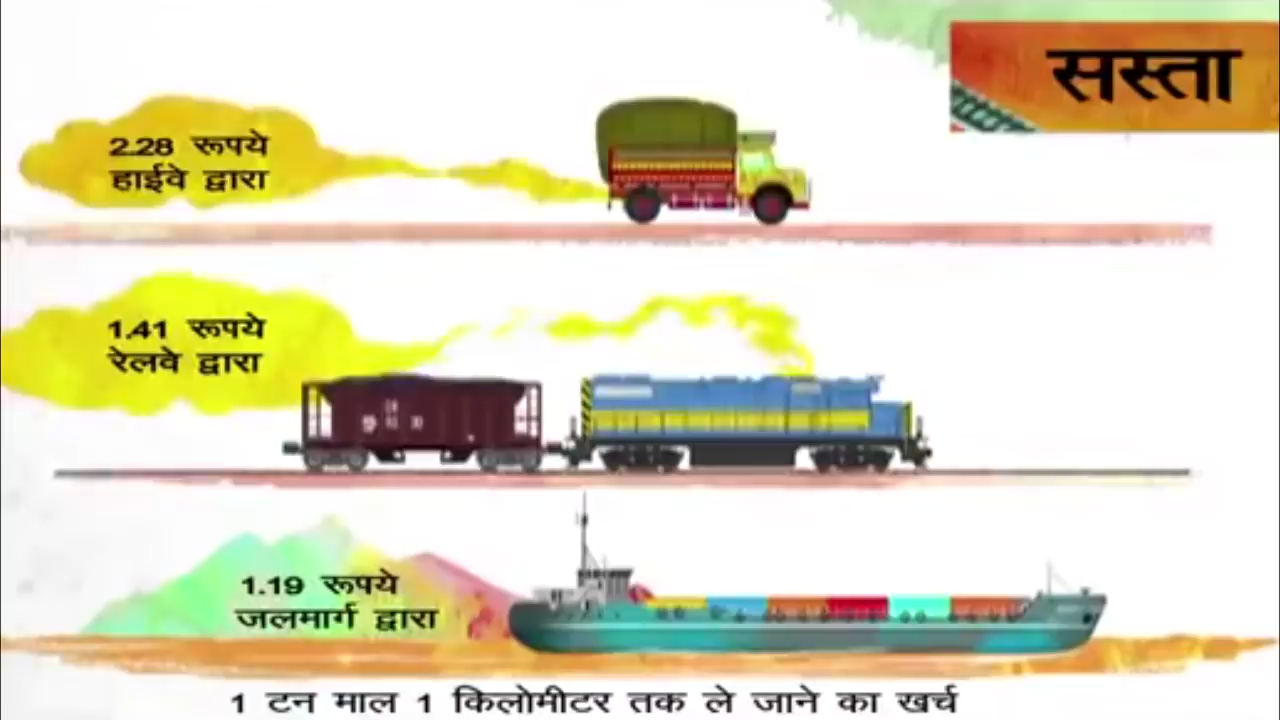 सस्ता
2.28 रूपये
हाईवे द्वारा
1.41 रूपये
रेलवे द्वारा
1.19 रूपये
जलमार्ग द्वारा
1 टन माल 1 किलोमीटर तक ले जाने का खर्च